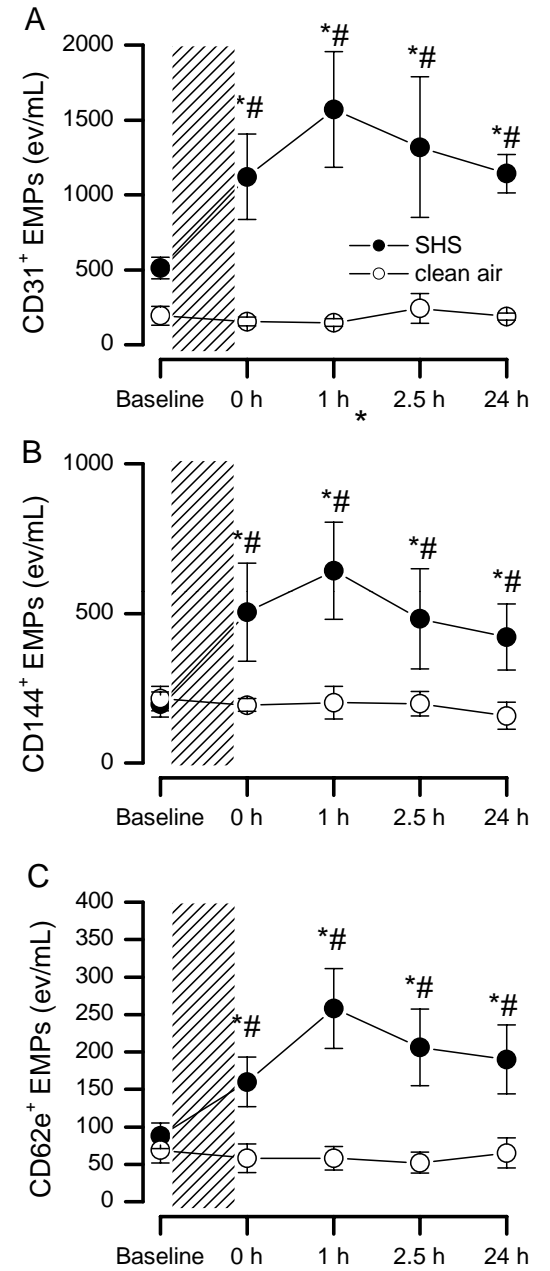 A
CD31+ EMPs (ev/mL)
2000
1500
1000
500
0
*#
*#
*#
*#
SHS
clean air
Baseline 0 h 1 h 2.5 h 24 h
*
B
CD144+ EMPs (ev/mL)
1000
500
0
*#
*#
*#
*#
Baseline 0 h 1 h 2.5 h 24 h
C
CD62e+ EMPs (ev/mL)
400
350
300
250
200
150
100
50
0
*#
*#
*#
*#
Baseline 0 h 1 h 2.5 h 24 h